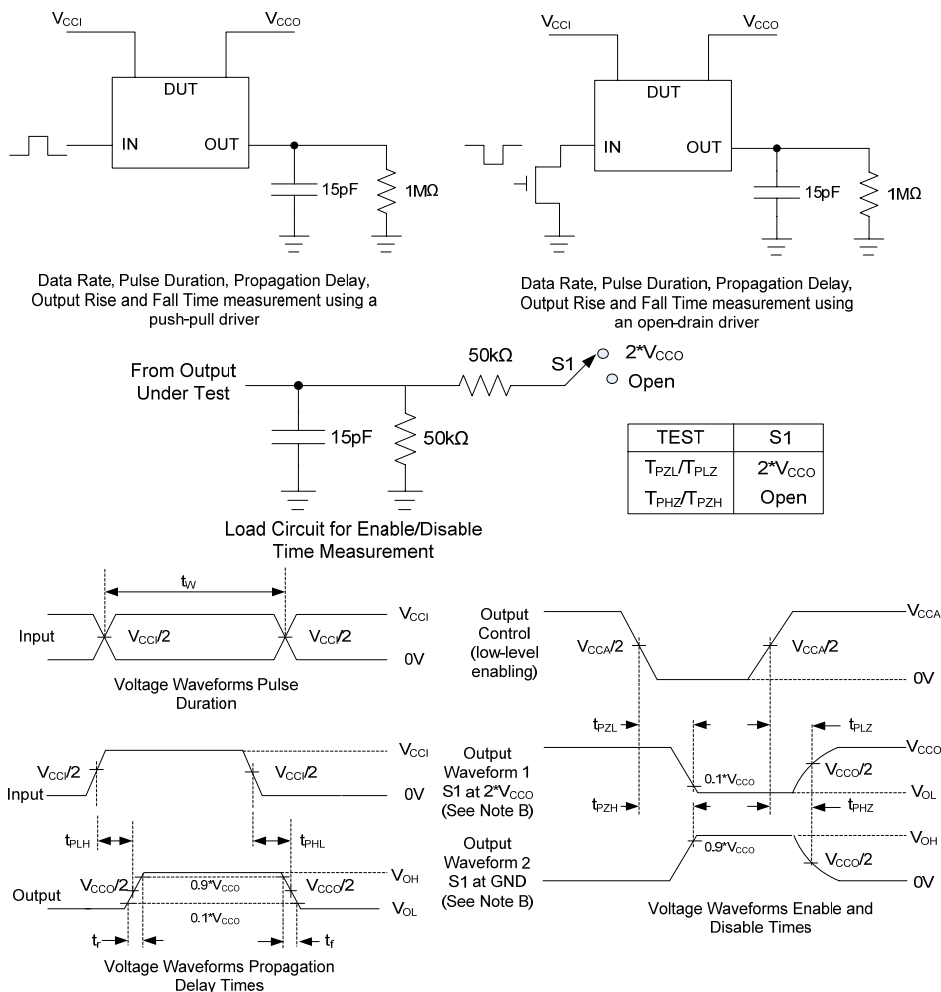 VCCI VCCO
DUT
IN OUT
15pF 1MΩ
Data Rate, Pulse Duration, Propagation Delay,
Output Rise and Fall Time measurement using a
push-pull driver
VCCI VCCO
DUT
IN OUT
15pF 1MΩ
Data Rate, Pulse Duration, Propagation Delay,
Output Rise and Fall Time measurement using
an open-drain driver
From Output
Under Test
15pF
50kΩ
50kΩ
S1
2*VCCO
Open
Load Circuit for Enable/Disable
Time Measurement
TEST S1
TPZL/TPLZ 2*VCCO
TPHZ/TPZH Open
tW
Input
VCCI/2 VCCI/2
VCCI
0V
Voltage Waveforms Pulse
Duration
VCCI/2 VCCI/2
VCCI
Input
0V
tPLH tPHL
Output
VCCO/2 VCCO/2
0.9*VCCO
0.1*VCCO
VOH
VOL
tr tf
Voltage Waveforms Propagation
Delay Times
Output
Control
(low-level
enabling)
VCCA/2 VCCA/2
VCCA
0V
tPZL tPLZ
Output
Waveform 1
S1 at 2*VCCO
(See Note B)
0.1*VCCO
VCCO/2
VCCO
VOL
tPZH tPHZ
Output
Waveform 2
S1 at GND
(See Note B)
0.9*VCCO
VCCO/2
VOH
0V
Voltage Waveforms Enable and
Disable Times